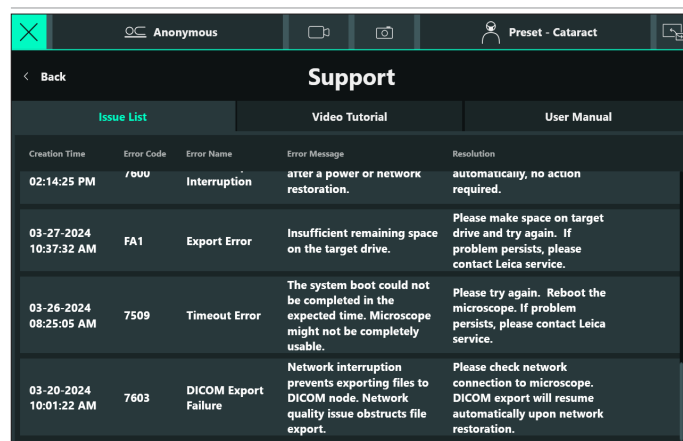 Anonymous
Preset - Cataract
Back
Support
Issue List
Video Tutorial
User Manual
Creation Time
Error Code
Error Name
Error Message
Resolution
02:14:25 PM
7600
Interruption
after a power or network
restoration.
automatically, no action
required.
03-27-2024
10:37:32 AM
FA1
Export Error
Insufficient remaining space
on the target drive.
Please make space on target
drive and try again. If
problem persists, please
contact Leica service.
03-26-2024
08:25:05 AM
7509
Timeout Error
The system boot could not
be completed in the
expected time. Microscope
might not be completely
usable.
Please try again. Reboot the
microscope. If problem
persists, please contact Leica
service.
03-20-2024
10:01:22 AM
7603
DICOM Export
Failure
Network interruption
prevents exporting files to
DICOM node. Network
quality issue obstructs file
export.
Please check network
connection to microscope.
DICOM export will resume
automatically upon network
restoration.